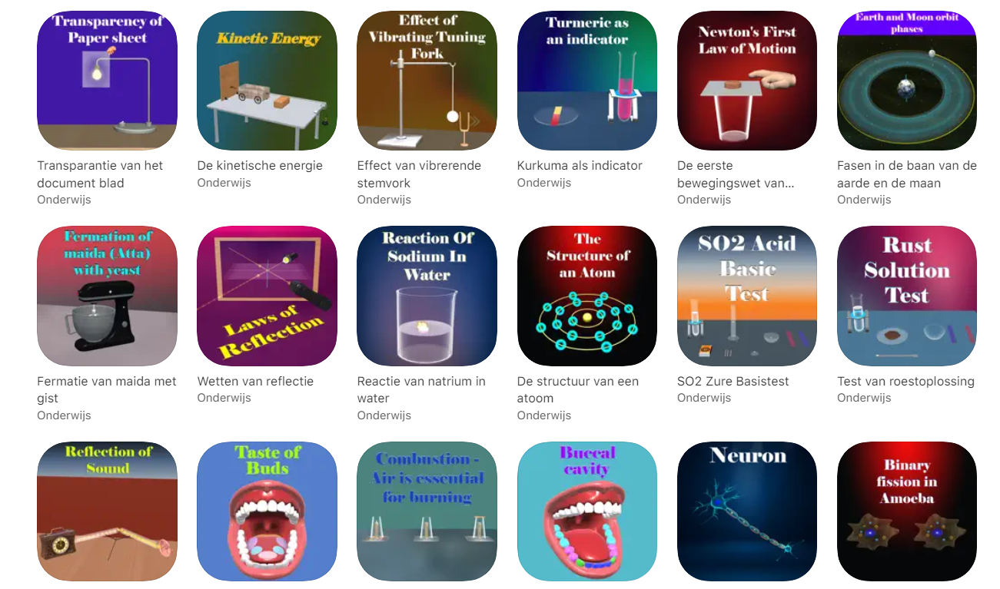 Transparency of
Paper sheet
Transparantie van het
document blad
Onderwijs
Kinetic Energy
De kinetische energie
Onderwijs
Effect of
Vibrating Tuning
Fork
Effect van vibrerende
stemvork
Onderwijs
Turmeric as
an indicator
Kurkuma als indicator
Onderwijs
Newton's First
Law of Motion
De eerste
bewegingswet van...
Onderwijs
Earth and Moon orbit
phases
Fasen in de baan van de
aarde en de maan
Onderwijs
Fermation of
maida (Atta)
with yeast
Fermatie van maida met
gist
Onderwijs
Laws of
Reflection
Wetten van reflectie
Onderwijs
Reaction Of
Sodium In
Water
Reactie van natrium in
water
Onderwijs
The
Structure of
an Atom
De structuur van een
atoom
Onderwijs
SO2 Acid
Basic
Test
SO2 Zure Basistest
Onderwijs
Rust
Solution
Test
Test van roestoplossing
Onderwijs
Reflection of
Sound
Taste of
Buds
Combustion -
Air is essential
for burning
Buccal
cavity
Neuron
Binary
fission in
Amoeba